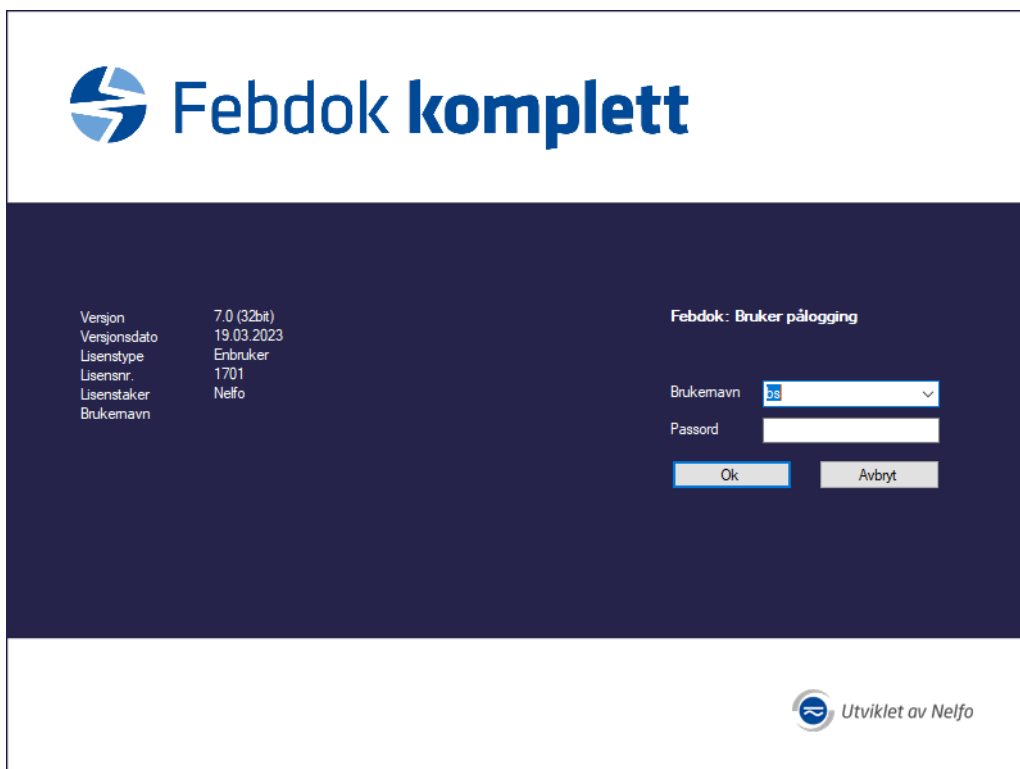 Febdok komplett
Versjon 7.0 (32bit)
Versjonsdato 19.03.2023
Lisenstype Enbruker
Lisensnr. 1701
Lisenstaker Nelfo
Brukernavn
Febdok: Bruker pålogging
Brukernavn bs
Passord
Ok Avbryt
Utviklet av Nelfo